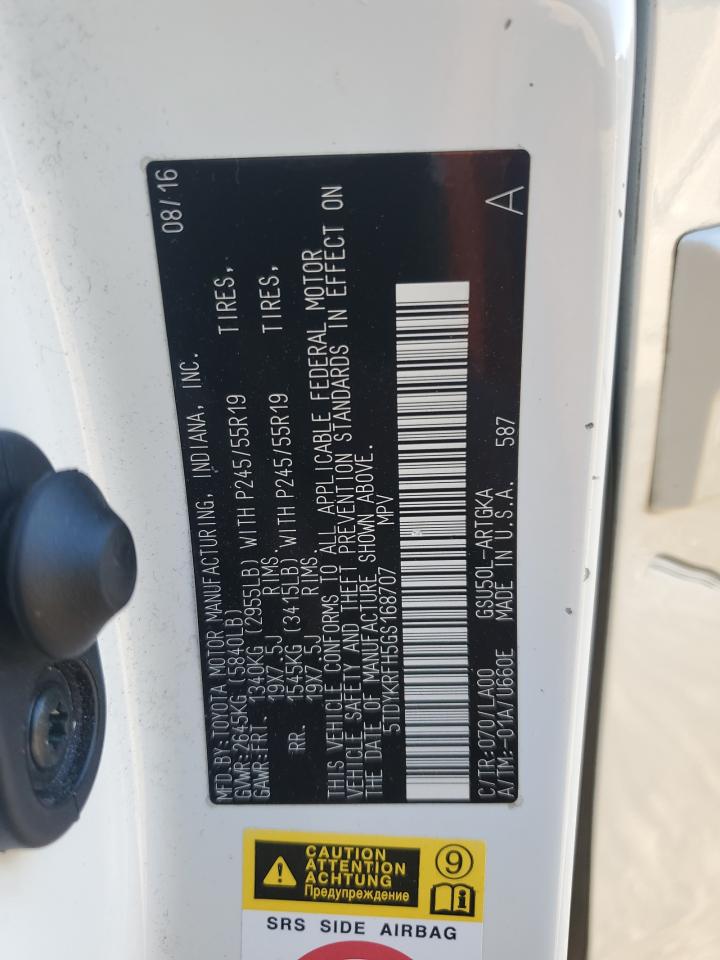 08/16
MFD.BY:TOYOTA MOTOR MANUFACTURING, INDIANA, INC.
GVWR:2645KG (5840LB)
GAWR:FRT. 1340KG (2955LB) WITH P245/55R19 TIRES,
19X7.5J RIMS.
RR. 1545KG (3415LB) WITH P245/55R19 TIRES,
19X7.5J RIMS.
THIS VEHICLE CONFORMS TO ALL APPLICABLE FEDERAL MOTOR
VEHICLE SAFETY AND THEFT PREVENTION STANDARDS IN EFFECT ON
THE DATE OF MANUFACTURE SHOWN ABOVE.
5TDYKRFH5GS168707 MPV
C/TR:070/LA00 GSU50L-ARTGKA
A/TM:-01A/U660E MADE IN U.S.A. 587
A
CAUTION
ATTENTION
ACHTUNG
Предупреждение
9
SRS SIDE AIRBAG